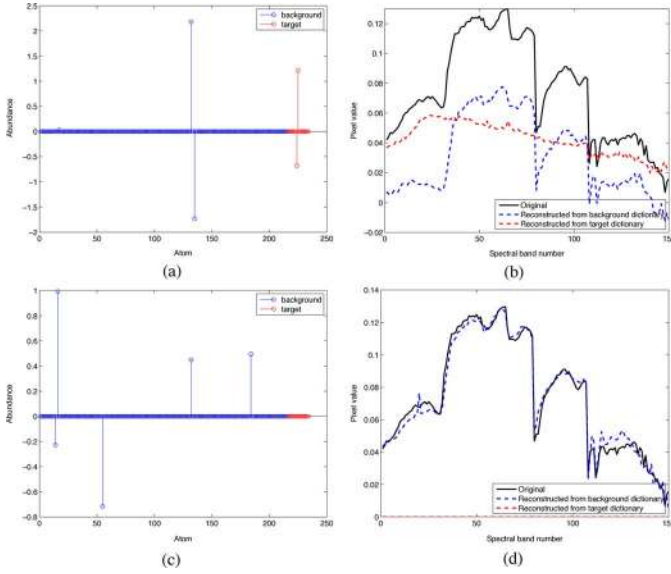 2.5
2
1.5
1
0.5
0
-0.5
-1
-1.5
-2
0 50 100 150 200 250
Abundance
Atom
background
target
(a)
0.12
0.1
0.08
0.06
0.04
0.02
0
-0.02
0 50 100 150
Pixel value
Spectral band number
Original
Reconstructed from background dictionary
Reconstructed from target dictionary
(b)
1
0.8
0.6
0.4
0.2
0
-0.2
-0.4
-0.6
-0.8
0 50 100 150 200 250
Abundance
Atom
background
target
(c)
0.14
0.12
0.1
0.08
0.06
0.04
0.02
0
0 50 100 150
Pixel value
Spectral band number
Original
Reconstructed from background dictionary
Reconstructed from target dictionary
(d)